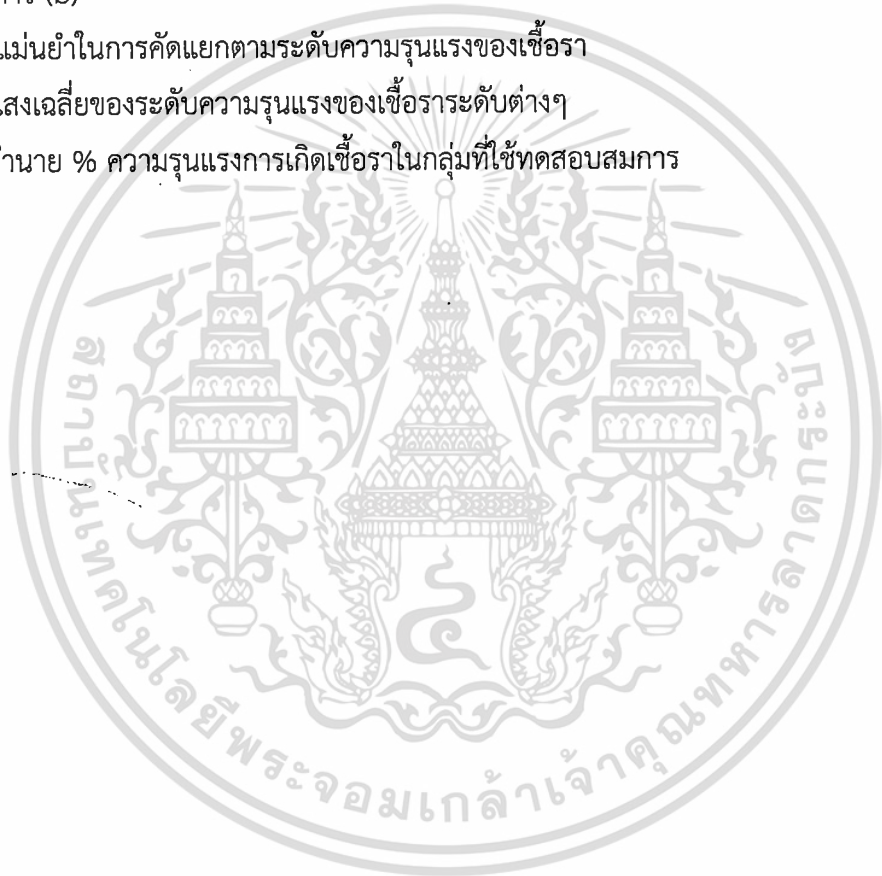 แม่นยำในการคัดแยกตามระดับความรุนแรงของเชื้อรา
แสงเฉลี่ยของระดับความรุนแรงของเชื้อราระดับต่างๆ
ทำนาย % ความรุนแรงการเกิดเชื้อราในกลุ่มที่ใช้ทดสอบสมการ
สถาบันเทคโนโลยีพระจอมเกล้าเจ้าคุณทหารลาดกระบัง